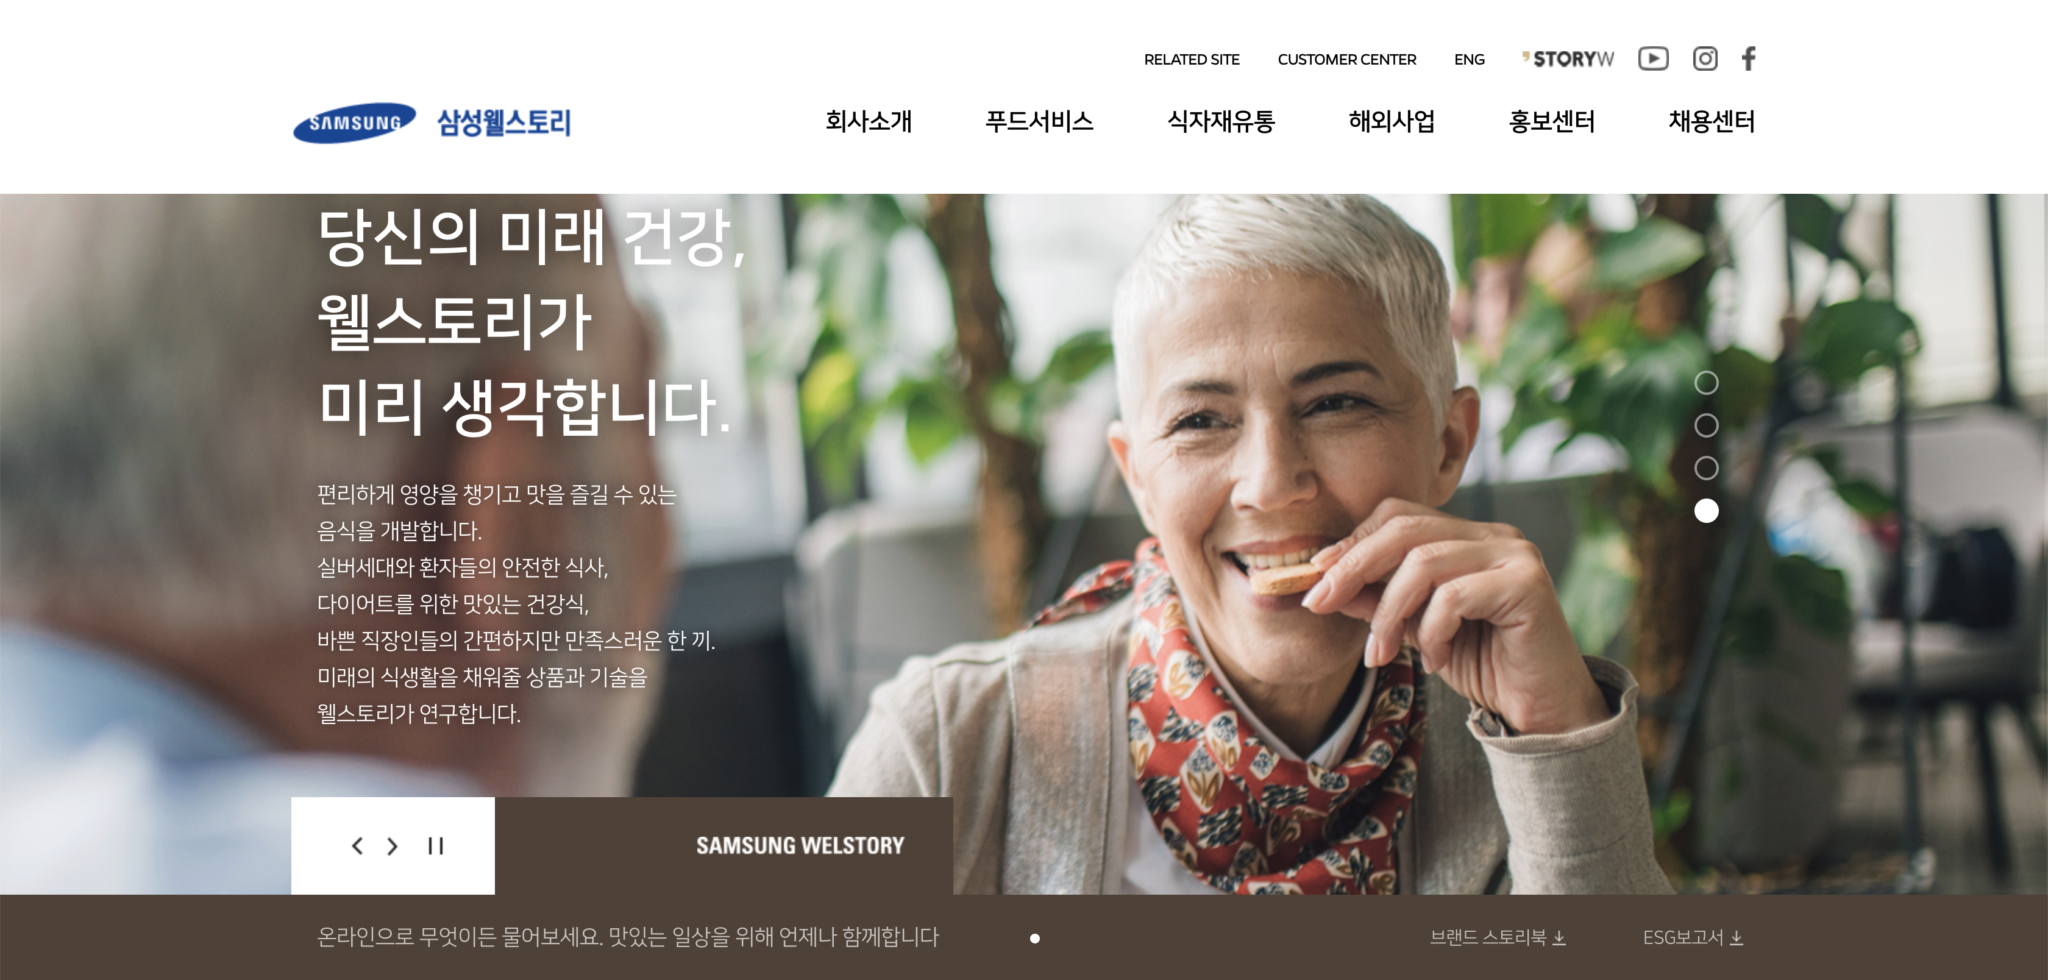 RELATED SITE CUSTOMER CENTER ENG STORYW
SAMSUNG 삼성웰스토리 회사소개 푸드서비스 식자재유통 해외사업 홍보센터 채용센터
당신의 미래 건강,
웰스토리가
미리 생각합니다.
편리하게 영양을 챙기고 맛을 즐길 수 있는
음식을 개발합니다.
실버세대와 환자들의 안전한 식사,
다이어트를 위한 맛있는 건강식,
바쁜 직장인들의 간편하지만 만족스러운 한 끼.
미래의 식생활을 채워줄 상품과 기술을
웰스토리가 연구합니다.
SAMSUNG WELSTORY
온라인으로 무엇이든 물어보세요. 맛있는 일상을 위해 언제나 함께합니다 브랜드 스토리북 ESG보고서